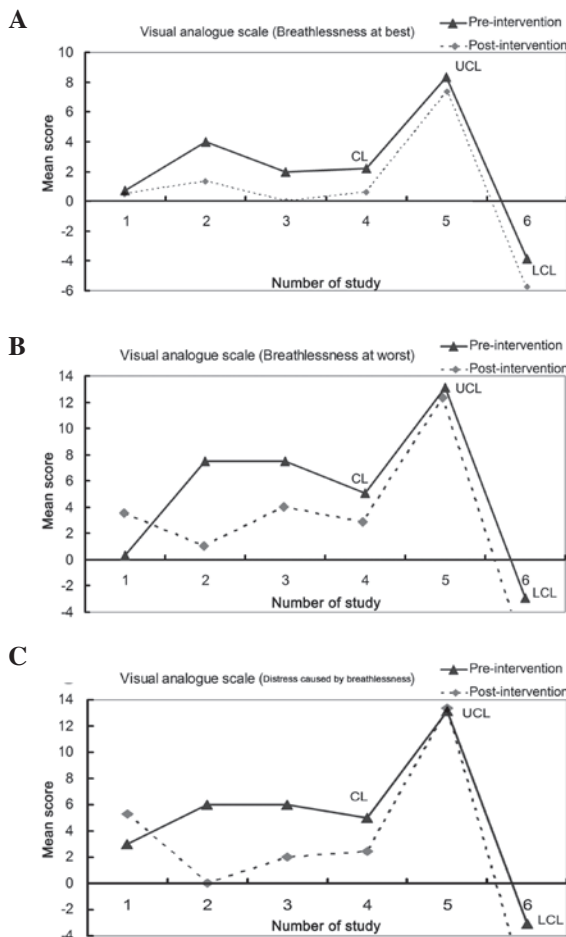 A
Visual analogue scale (Breathlessness at best)
Pre-intervention
Post-intervention
10
8
6
4
2
0
-2
-4
-6
Mean score
CL
UCL
LCL
1 2 3 4 5 6
Number of study
B
Visual analogue scale (Breathlessness at worst)
Pre-intervention
Post-intervention
14
12
10
8
6
4
2
0
-2
-4
Mean score
CL
UCL
LCL
1 2 3 4 5 6
Number of study
C
Visual analogue scale (Distress caused by breathlessness)
Pre-intervention
Post-intervention
14
12
10
8
6
4
2
0
-2
-4
Mean score
CL
UCL
LCL
1 2 3 4 5 6
Number of study